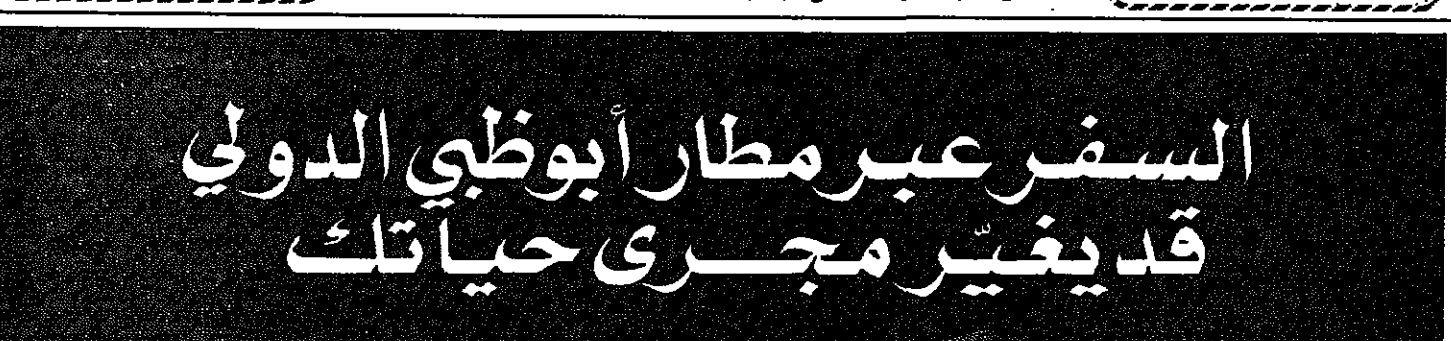 السفر عبر مطار أبوظبي الدولي
قد يغيّر مجرى حياتك